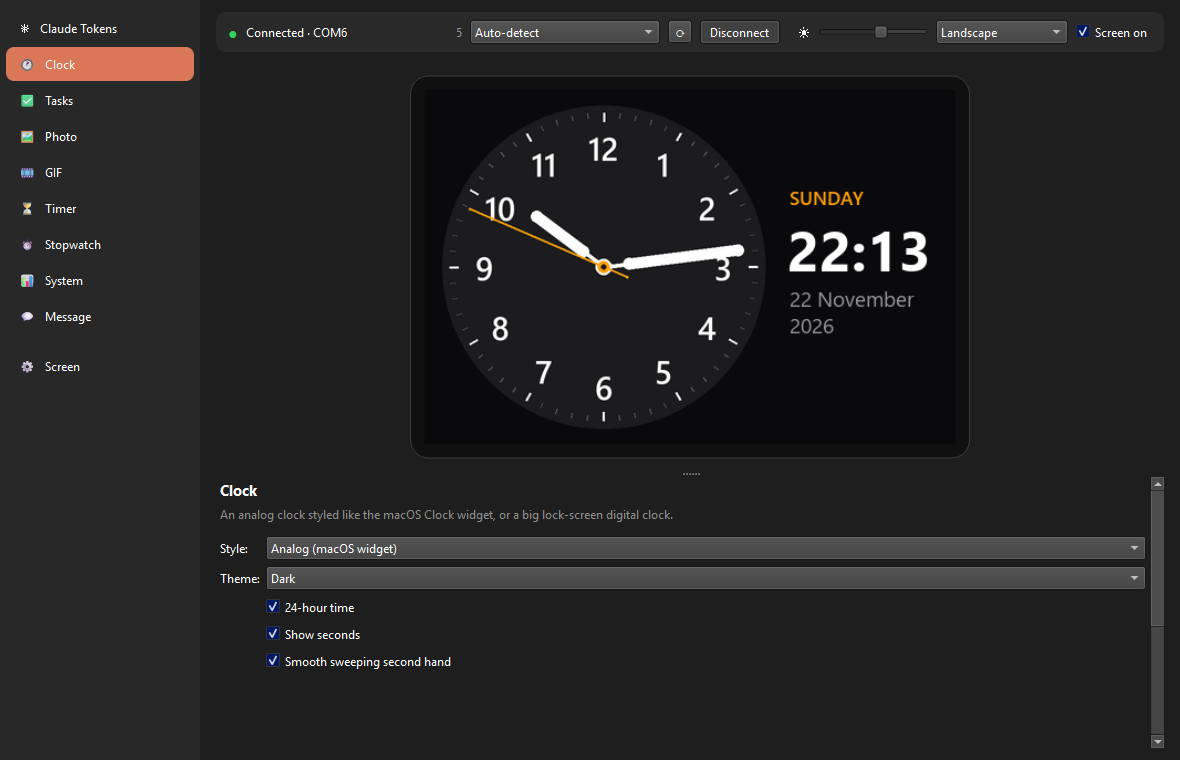 Claude Tokens
Clock
Tasks
Photo
GIF
Timer
Stopwatch
System
Message
Screen
Connected · COM6
5
Auto-detect
Disconnect
Landscape
Screen on
12
1
2
3
4
5
6
7
8
9
10
11
SUNDAY
22:13
22 November
2026
Clock
An analog clock styled like the macOS Clock widget, or a big lock-screen digital clock.
Style: Analog (macOS widget)
Theme: Dark
24-hour time
Show seconds
Smooth sweeping second hand